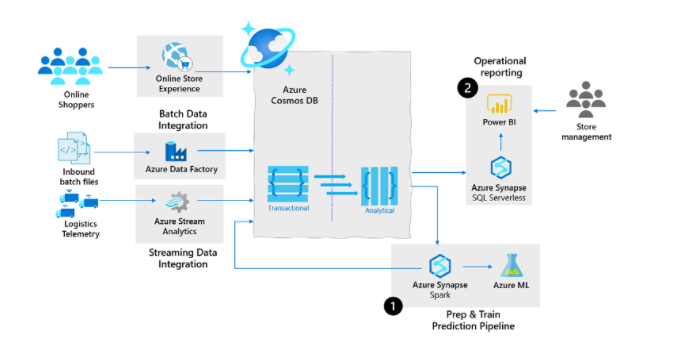 Online
Shoppers
Online Store
Experience
Batch Data
Integration
Inbound
batch files
Azure Data Factory
Logistics
Telemetry
Azure Stream
Analytics
Streaming Data
Integration
Azure
Cosmos DB
Transactional
Analytical
Operational
reporting
2
Power BI
Azure Synapse
SQL Serverless
Store
management
Azure Synapse
Spark
Azure ML
1
Prep & Train
Prediction Pipeline